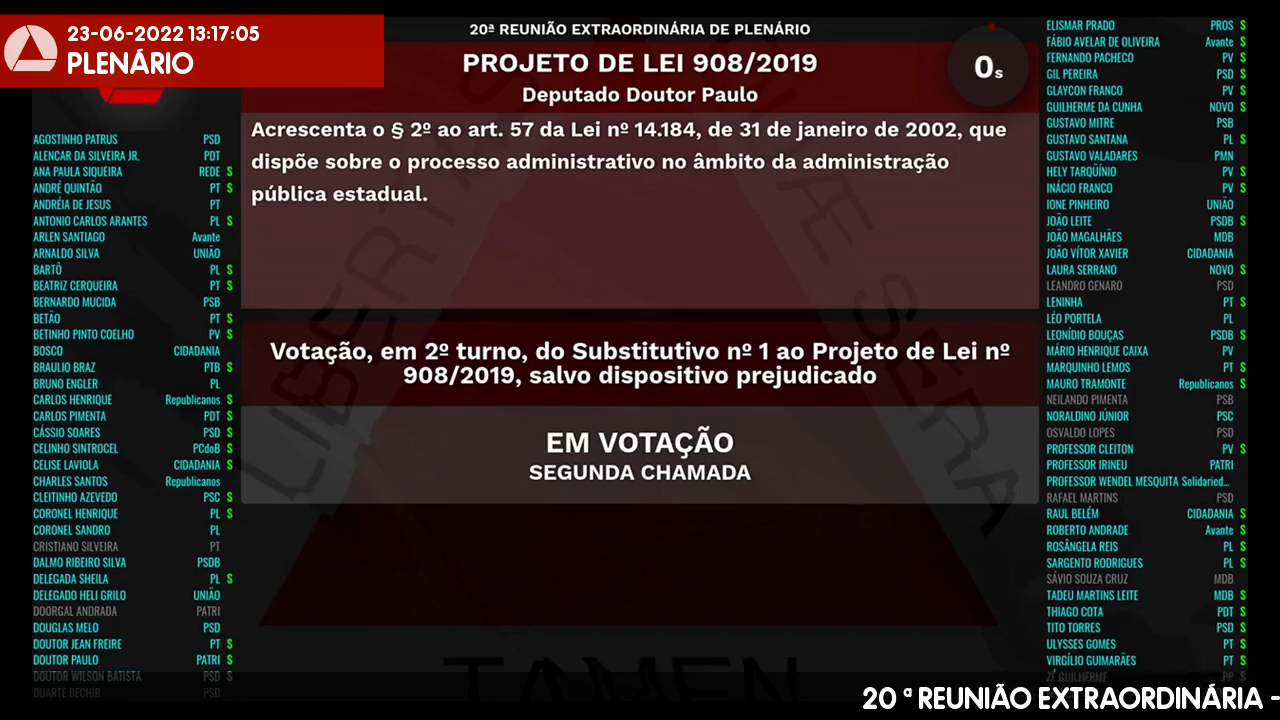 23-06-2022 13:17:05
PLENÁRIO
20ª REUNIÃO EXTRAORDINÁRIA DE PLENÁRIO
PROJETO DE LEI 908/2019
Deputado Doutor Paulo
0s
Acrescenta o § 2º ao art. 57 da Lei nº 14.184, de 31 de janeiro de 2002, que
dispõe sobre o processo administrativo no âmbito da administração
pública estadual.
Votação, em 2º turno, do Substitutivo nº 1 ao Projeto de Lei nº
908/2019, salvo dispositivo prejudicado
EM VOTAÇÃO
SEGUNDA CHAMADA
AGOSTINHO PATRUS PSD
ALENCAR DA SILVEIRA JR. PDT
ANA PAULA SIQUEIRA REDE S
ANDRÉ QUINTÃO PT S
ANDRÉIA DE JESUS PT
ANTONIO CARLOS ARANTES PL S
ARLEN SANTIAGO Avante
ARNALDO SILVA UNIÃO
BARTÔ PL S
BEATRIZ CERQUEIRA PT S
BERNARDO MUCIDA PSB
BETÃO PT S
BETINHO PINTO COELHO PV S
BOSCO CIDADANIA
BRAULIO BRAZ PTB S
BRUNO ENGLER PL
CARLOS HENRIQUE Republicanos S
CARLOS PIMENTA PDT S
CÁSSIO SOARES PSD S
CELINHO SINTROCEL PCdoB S
CELISE LAVIOLA CIDADANIA S
CHARLES SANTOS Republicanos
CLEITINHO AZEVEDO PSC S
CORONEL HENRIQUE PL S
CORONEL SANDRO PL
CRISTIANO SILVEIRA PT
DALMO RIBEIRO SILVA PSDB
DELEGADA SHEILA PL S
DELEGADO HELI GRILO UNIÃO
DOORGAL ANDRADA PATRI
DOUGLAS MELO PSD
DOUTOR JEAN FREIRE PT S
DOUTOR PAULO PATRI S
DOUTOR WILSON BATISTA PSD S
DUARTE BECHIR PSD
ELISMAR PRADO PROS S
FÁBIO AVELAR DE OLIVEIRA Avante S
FERNANDO PACHECO PV S
GIL PEREIRA PSD S
GLAYCON FRANCO PV S
GUILHERME DA CUNHA NOVO S
GUSTAVO MITRE PSB
GUSTAVO SANTANA PL S
GUSTAVO VALADARES PMN
HELY TARQÜÍNIO PV S
INÁCIO FRANCO PV S
IONE PINHEIRO UNIÃO
JOÃO LEITE PSDB S
JOÃO MAGALHÃES MDB
JOÃO VÍTOR XAVIER CIDADANIA
LAURA SERRANO NOVO S
LEANDRO GENARO PSD
LENINHA PT S
LÉO PORTELA PL
LEONÍDIO BOUÇAS PSDB S
MÁRIO HENRIQUE CAIXA PV
MARQUINHO LEMOS PT S
MAURO TRAMONTE Republicanos S
NEILANDO PIMENTA PSB
NORALDINO JÚNIOR PSC
OSVALDO LOPES PSD
PROFESSOR CLEITON PV S
PROFESSOR IRINEU PATRI
PROFESSOR WENDEL MESQUITA Solidaried...
RAFAEL MARTINS PSD
RAUL BELÉM CIDADANIA S
ROBERTO ANDRADE Avante S
ROSÂNGELA REIS PL S
SARGENTO RODRIGUES PL S
SÁVIO SOUZA CRUZ MDB
TADEU MARTINS LEITE MDB S
THIAGO COTA PDT S
TITO TORRES PSD S
ULYSSES GOMES PT S
VIRGÍLIO GUIMARÃES PT S
ZÉ GUILHERME PP S
LIBERTAS QUÆ SERA
TAMEN
20 ª REUNIÃO EXTRAORDINÁRIA -